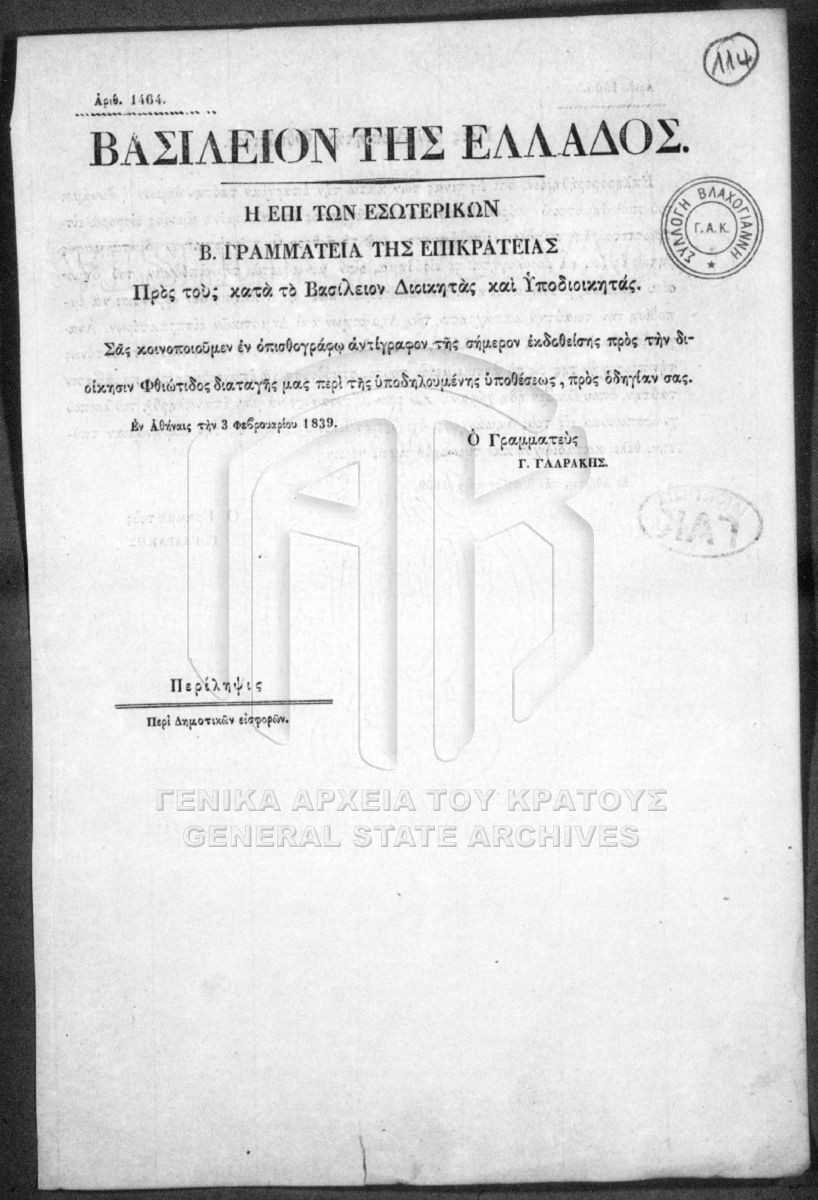 114
Ἀριθ. 1464.
ΒΑΣΙΛΕΙΟΝ ΤΗΣ ΕΛΛΑΔΟΣ.
Η ΕΠΙ ΤΩΝ ΕΣΩΤΕΡΙΚΩΝ
Β. ΓΡΑΜΜΑΤΕΙΑ ΤΗΣ ΕΠΙΚΡΑΤΕΙΑΣ
ΣΥΛΛΟΓΗ ΒΛΑΧΟΓΙΑΝΝΗ
Γ. Α. Κ.
Πρὸς τοὺς κατὰ τὸ Βασίλειον Διοικητὰς καὶ Ὑποδιοικητάς.
Σᾶς κοινοποιοῦμεν ἐν ὀπισθογράφῳ ἀντίγραφον τῆς σήμερον ἐκδοθείσης πρὸς τὴν δι-
οίκησιν Φθιώτιδος διαταγῆς μας περὶ τῆς ὑποδηλουμένης ὑποθέσεως, πρὸς ὁδηγίαν σας.
Ἐν Ἀθήναις τὴν 3 Φεβρουαρίου 1839.
Ὁ Γραμματεὺς
Γ. ΓΛΑΡΑΚΗΣ.
ΓΑΚ
Περίληψις
Περὶ Δημοτικῶν εἰσφορῶν.
ΓΕΝΙΚΑ ΑΡΧΕΙΑ ΤΟΥ ΚΡΑΤΟΥΣ
GENERAL STATE ARCHIVES